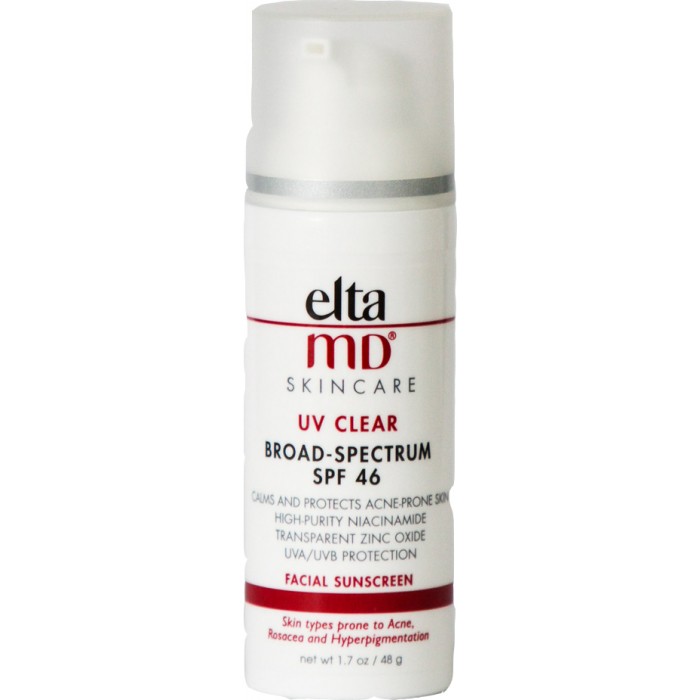 elta
MD®
SKINCARE
UV CLEAR
BROAD-SPECTRUM
SPF 46
CALMS AND PROTECTS ACNE-PRONE SKIN
HIGH-PURITY NIACINAMIDE
TRANSPARENT ZINC OXIDE
UVA/UVB PROTECTION
FACIAL SUNSCREEN
Skin types prone to Acne,
Rosacea and Hyperpigmentation
net wt 1.7 oz / 48 g